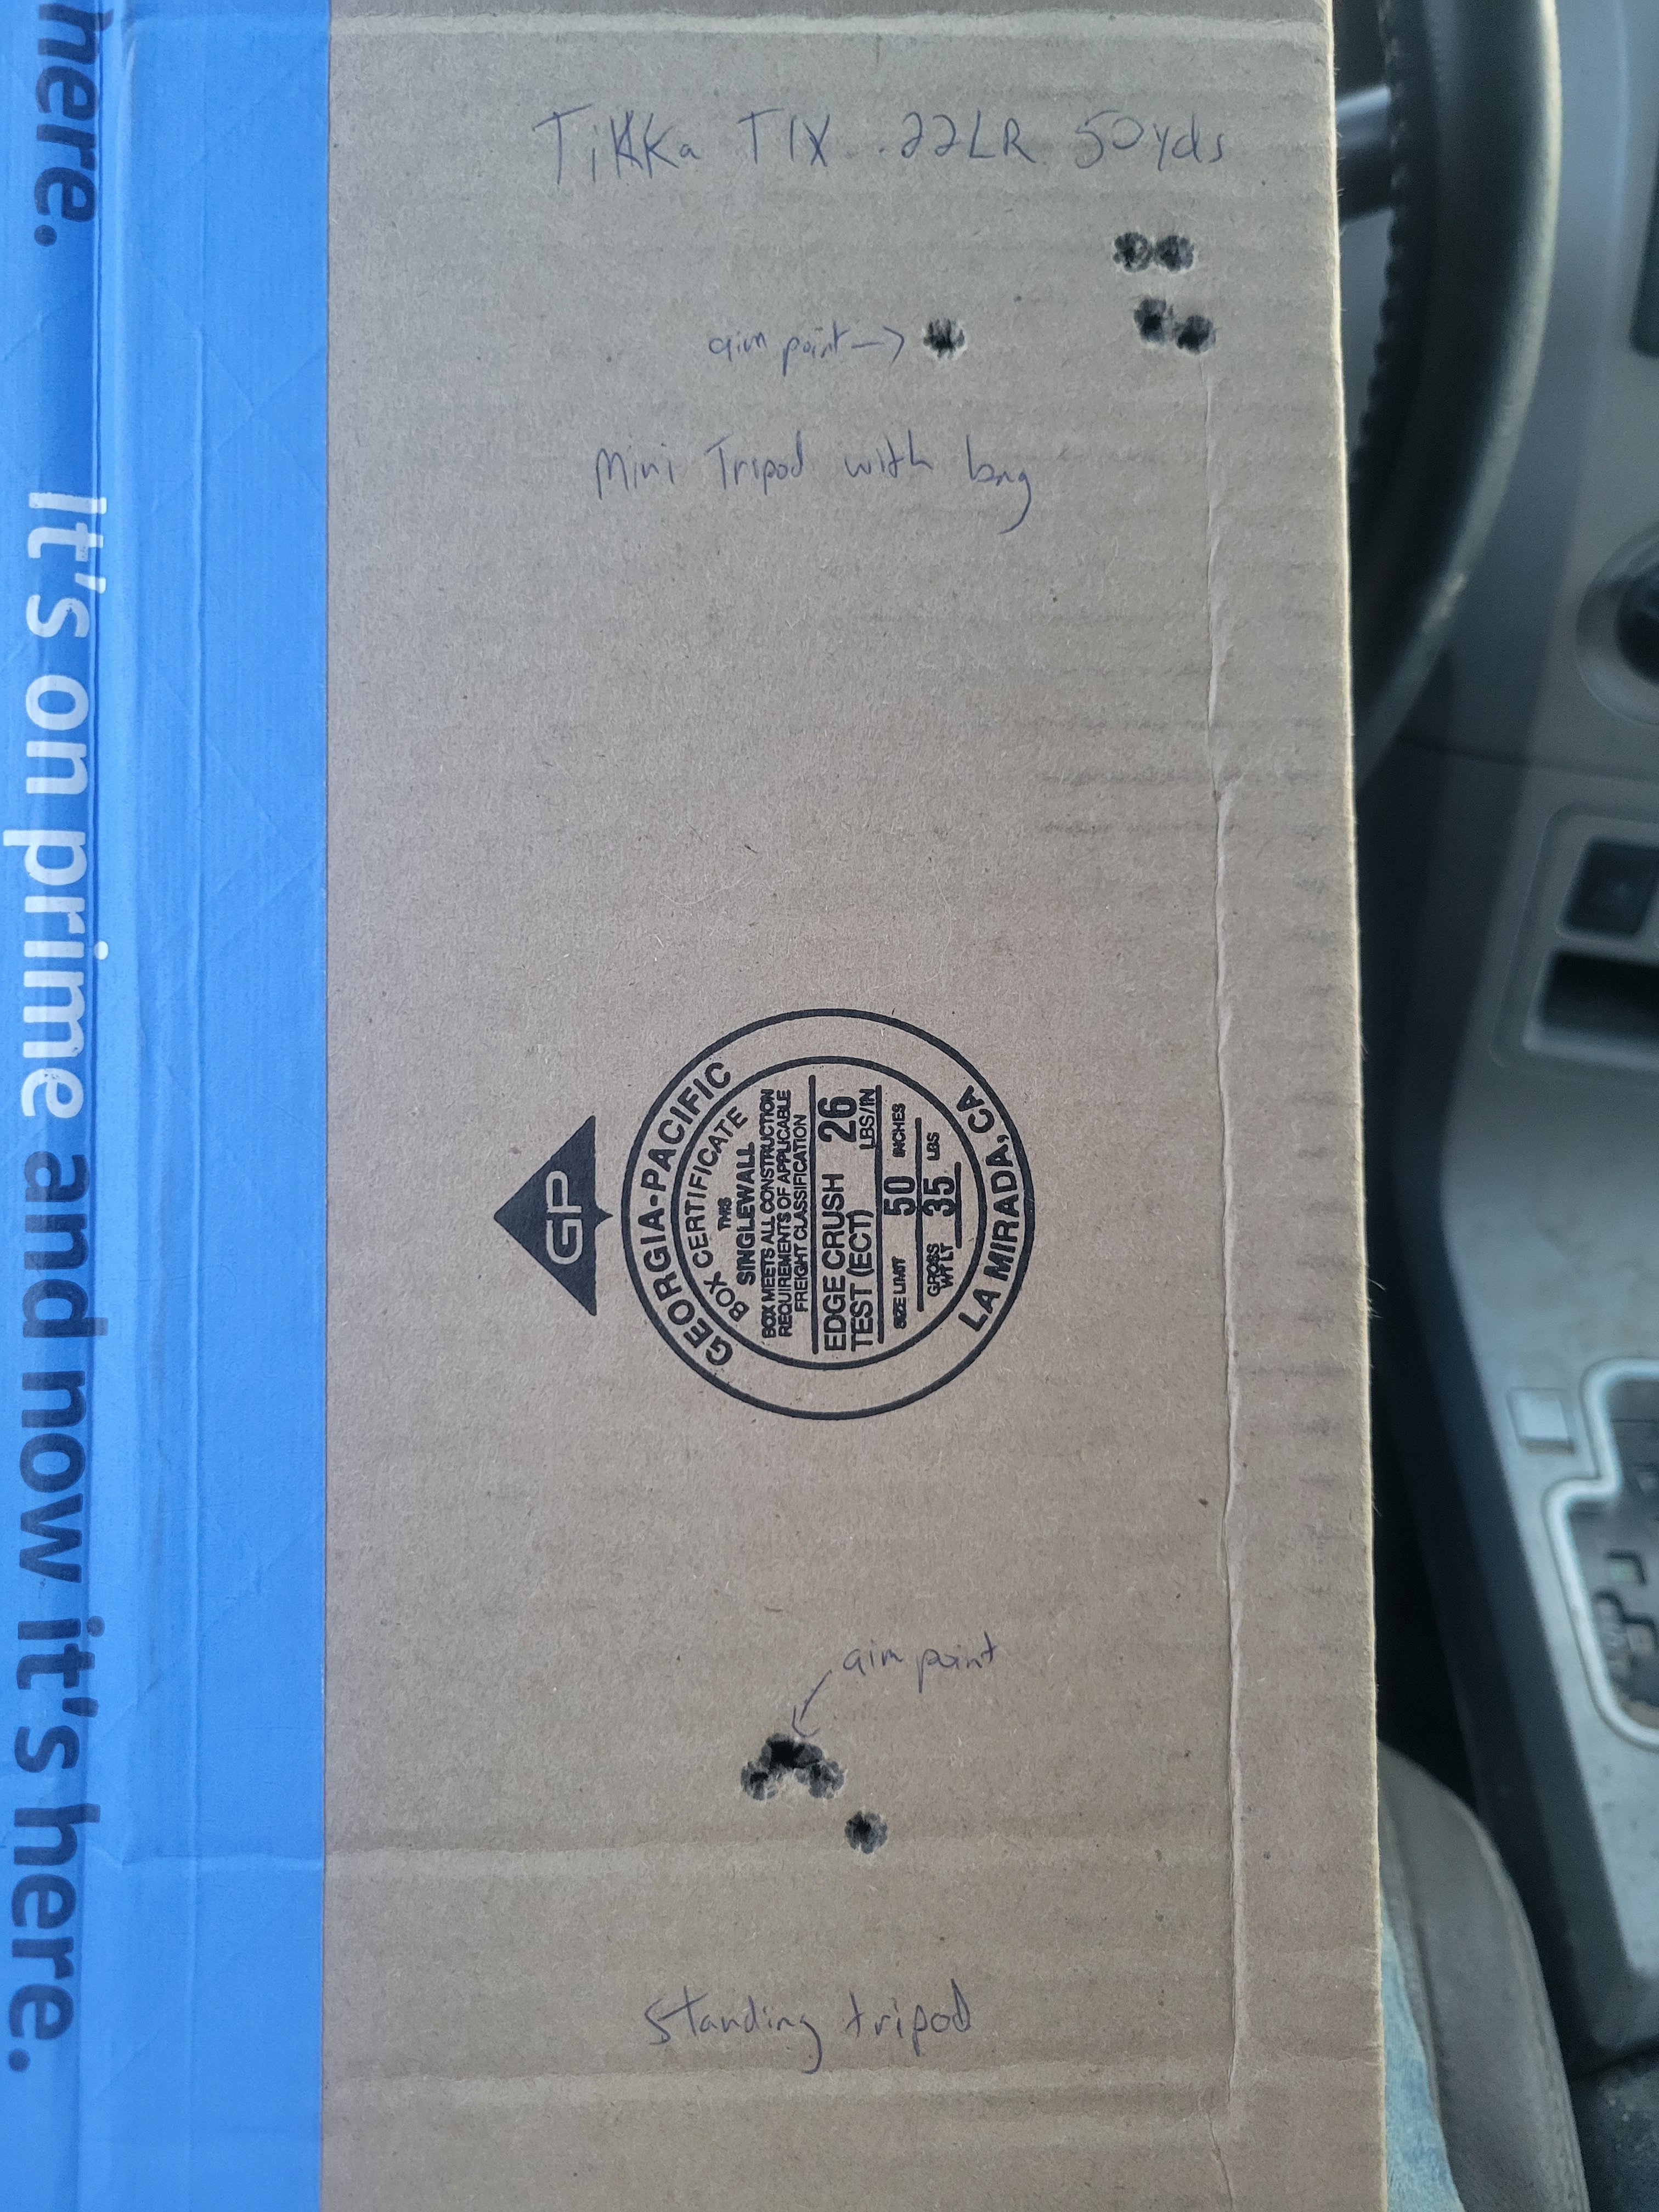 TiKKa T1X .22LR 50yds
aim point
Mini Tripod with bag
GP
GEORGIA-PACIFIC
BOX CERTIFICATE
THIS
SINGLEWALL
BOX MEETS ALL CONSTRUCTION
REQUIREMENTS OF APPLICABLE
FREIGHT CLASSIFICATION
EDGE CRUSH
TEST (ECT) 26 LBS/IN
SIZE LIMIT 50 INCHES
GROSS
WT LT 35 LBS
LA MIRADA, CA
aim point
standing tripod
here.
It's on prime and now it's here.